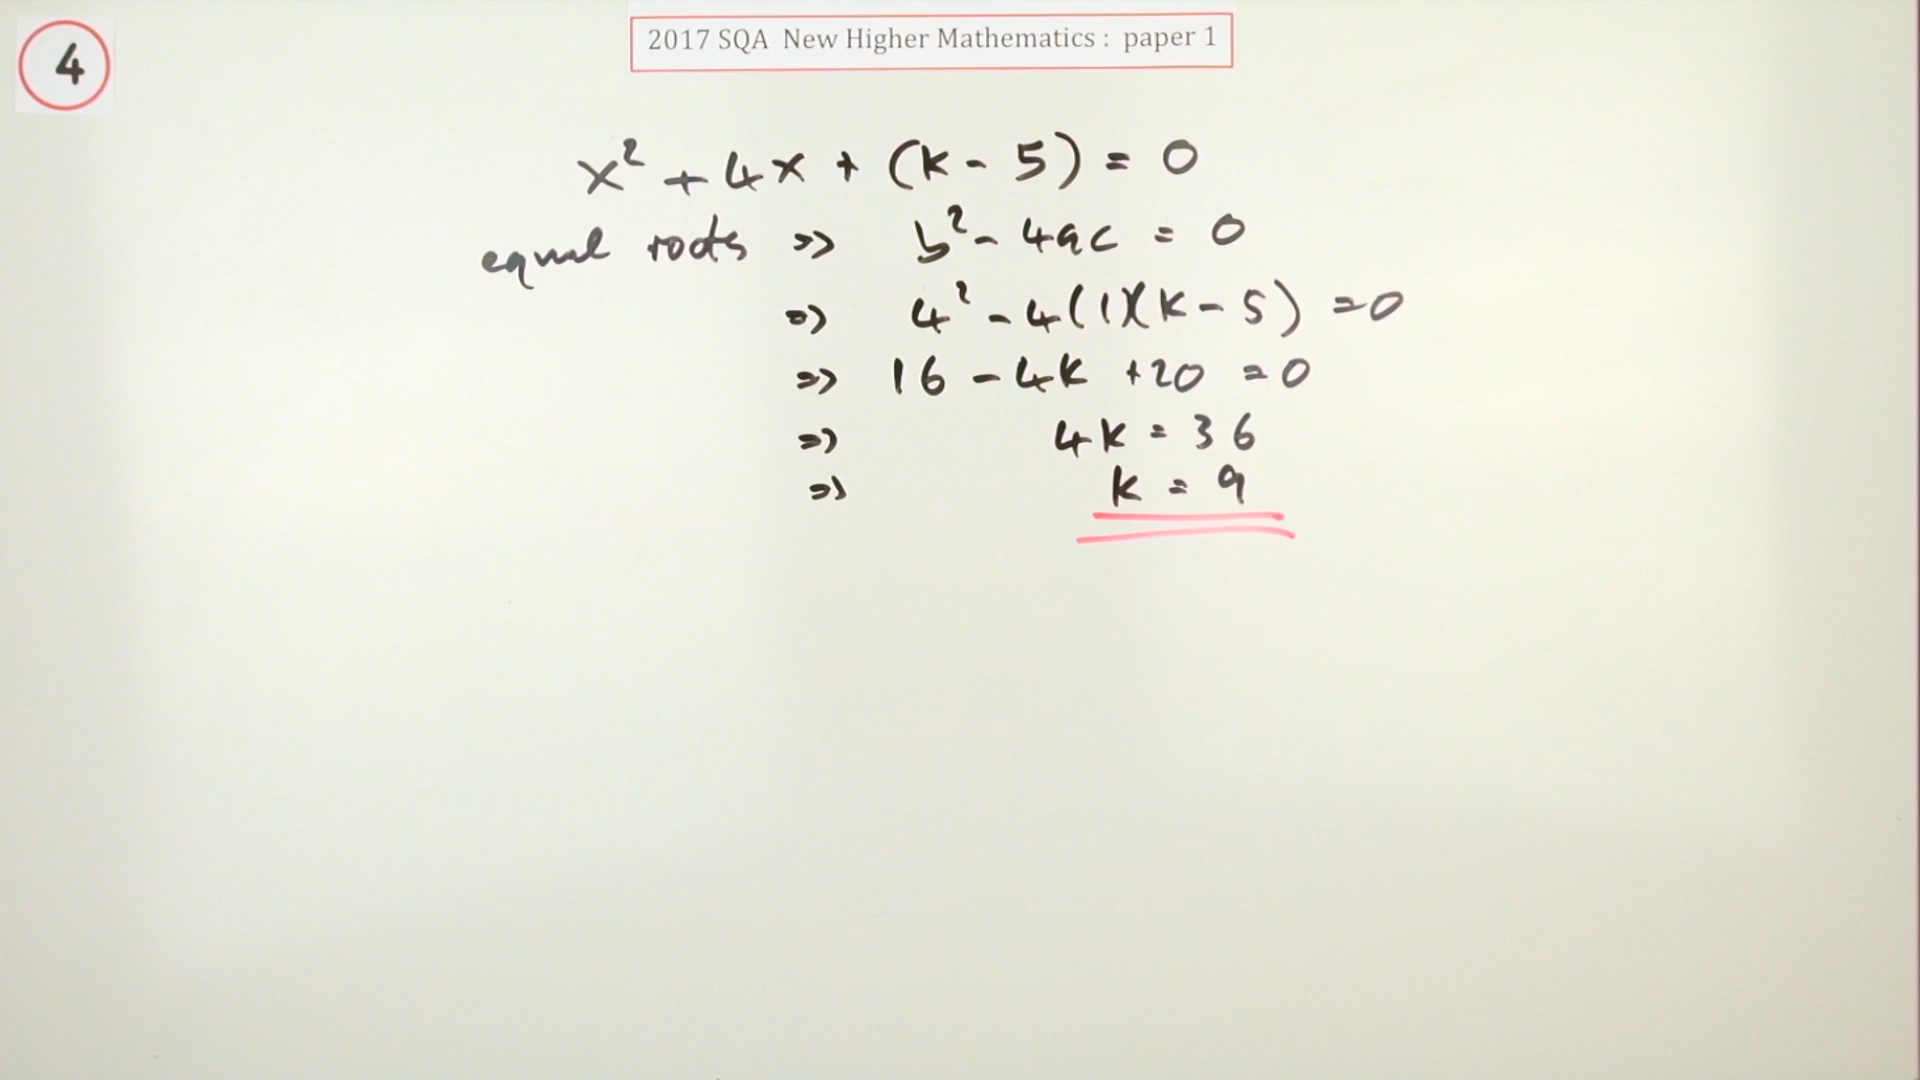 4
2017 SQA New Higher Mathematics : paper 1
x² + 4x + (k - 5) = 0
equal roots => b² - 4ac = 0
=> 4² - 4(1)(k - 5) = 0
=> 16 - 4k + 20 = 0
=> 4k = 36
=> k = 9